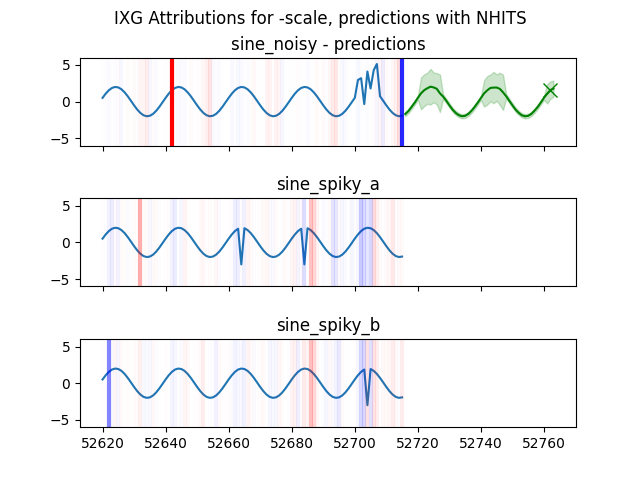 IXG Attributions for -scale, predictions with NHITS
sine_noisy - predictions
5
0
−5
sine_spiky_a
5
0
−5
sine_spiky_b
5
0
−5
52620 52640 52660 52680 52700 52720 52740 52760